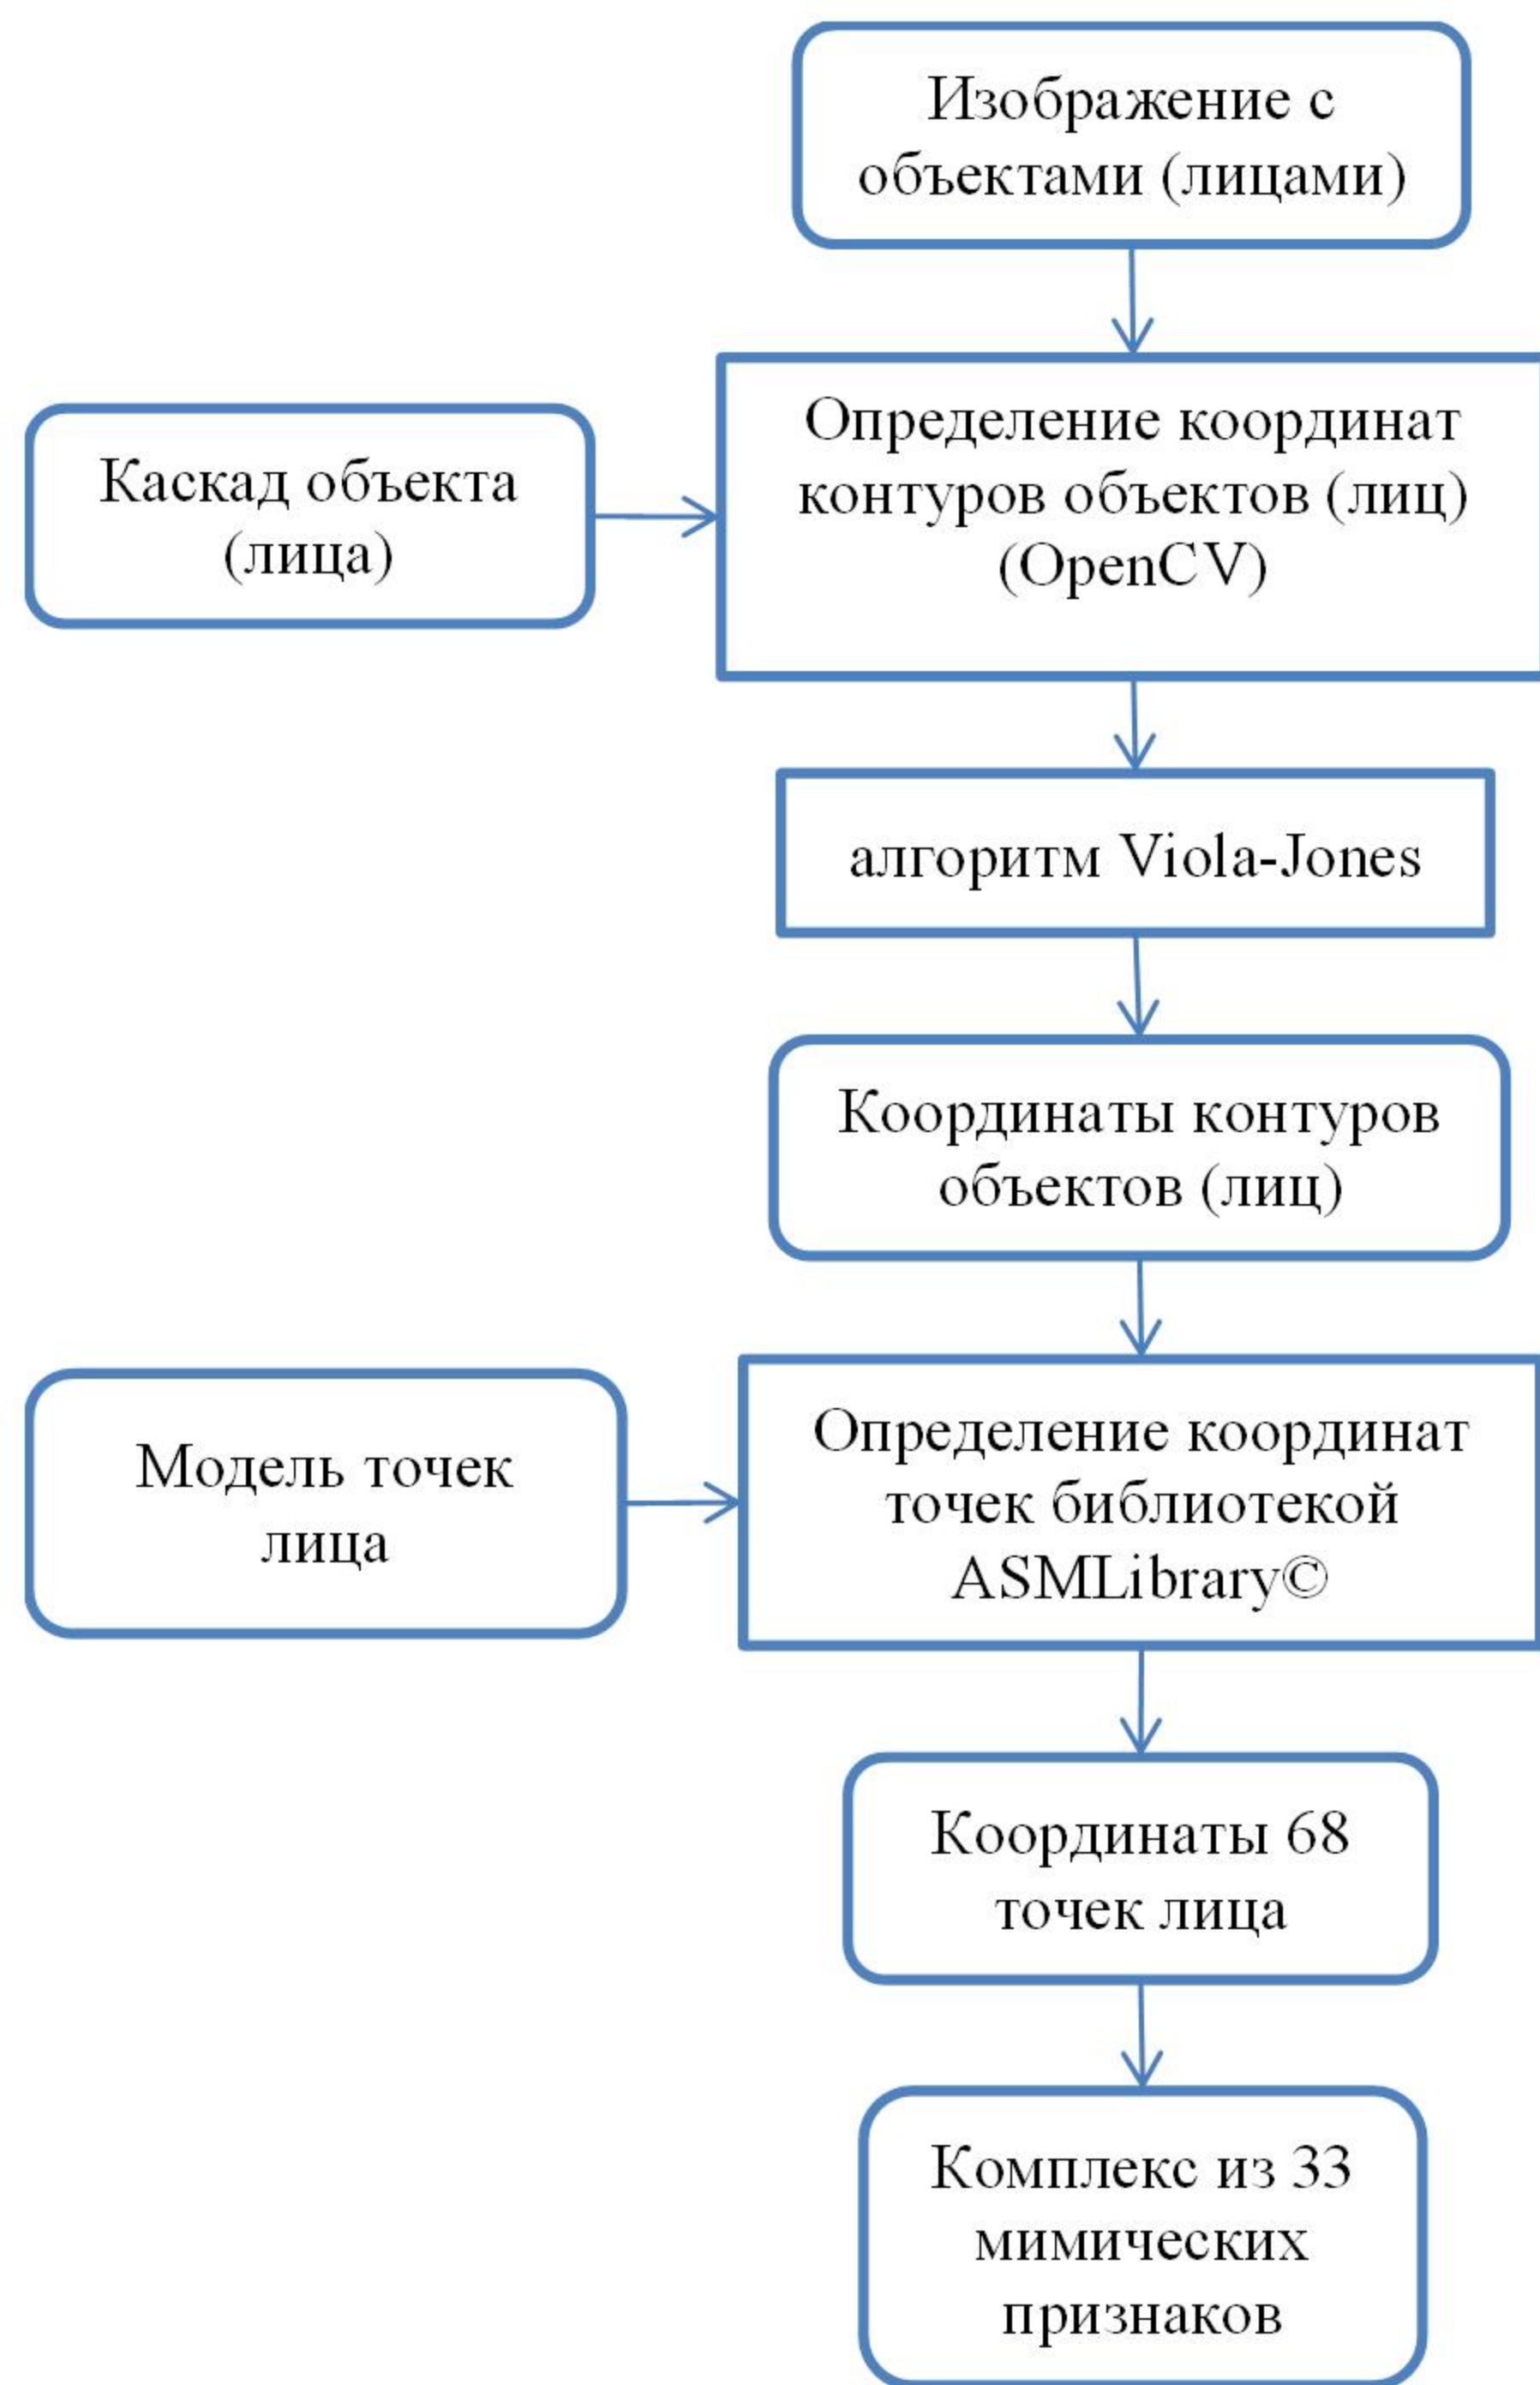 Изображение с
объектами (лицами)
Каскад объекта
(лица)
Определение координат
контуров объектов (лиц)
(OpenCV)
алгоритм Viola-Jones
Координаты контуров
объектов (лиц)
Модель точек
лица
Определение координат
точек библиотекой
ASMLibrary©
Координаты 68
точек лица
Комплекс из 33
мимических
признаков